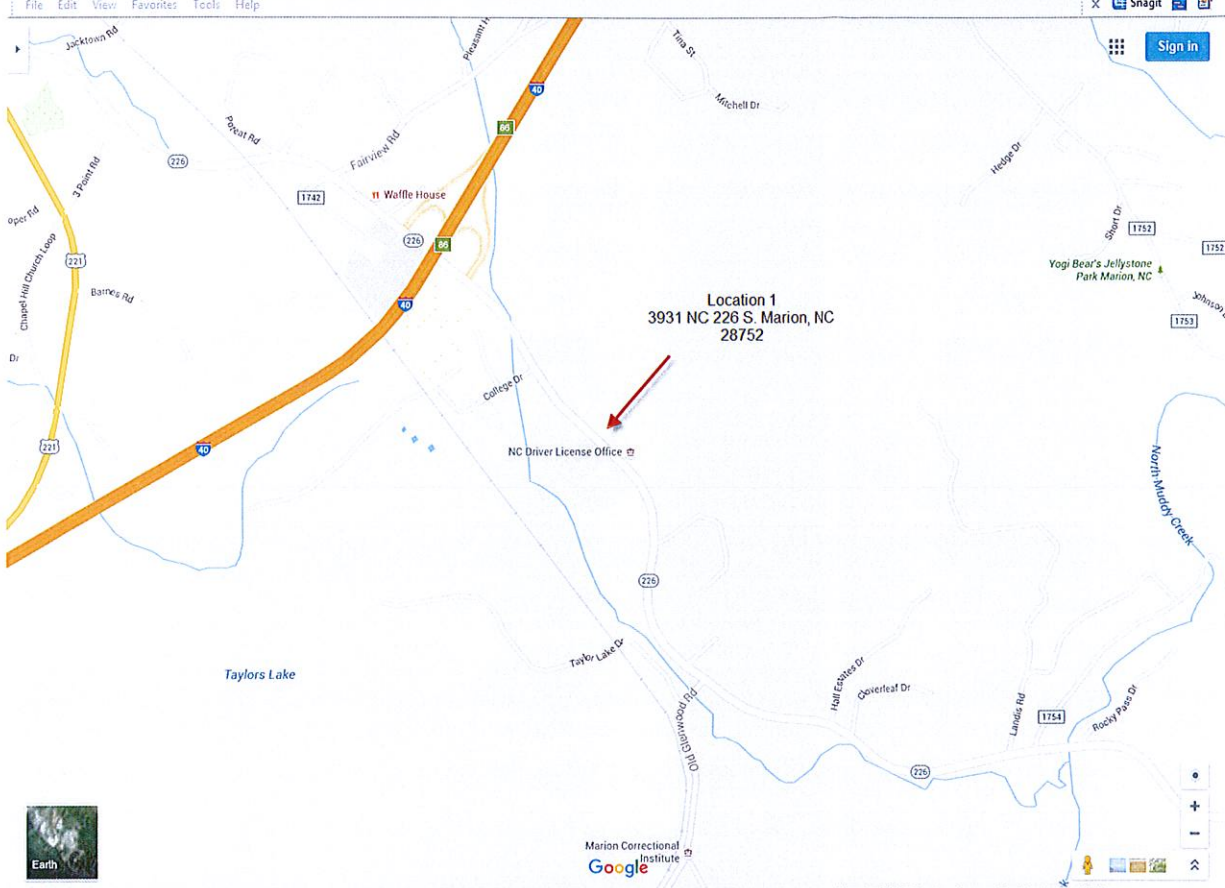 File Edit View Favorites Tools Help
X Snagit
Sign in
Jacktown Rd
Pleasant H
Tina St
40
Mitchell Dr
86
Poteat Rd
Fairview Rd
226
3 Point Rd
Hedge Dr
1742
Waffle House
oper Rd
Short Dr
1752
226
86
1752
Chapel Hill Church Loop
221
Yogi Bear's Jellystone
Park Marion, NC
Barnes Rd
40
Location 1
3931 NC 226 S. Marion, NC
28752
Johnson
1753
Dr
College Dr
221
40
NC Driver License Office
North Muddy Creek
226
Taylor Lake Dr
Taylors Lake
Hall Estates Dr
Cloverleaf Dr
Old Glenwood Rd
Landis Rd
1754
Rocky Pass Dr
226
Earth
Marion Correctional
Institute
Google